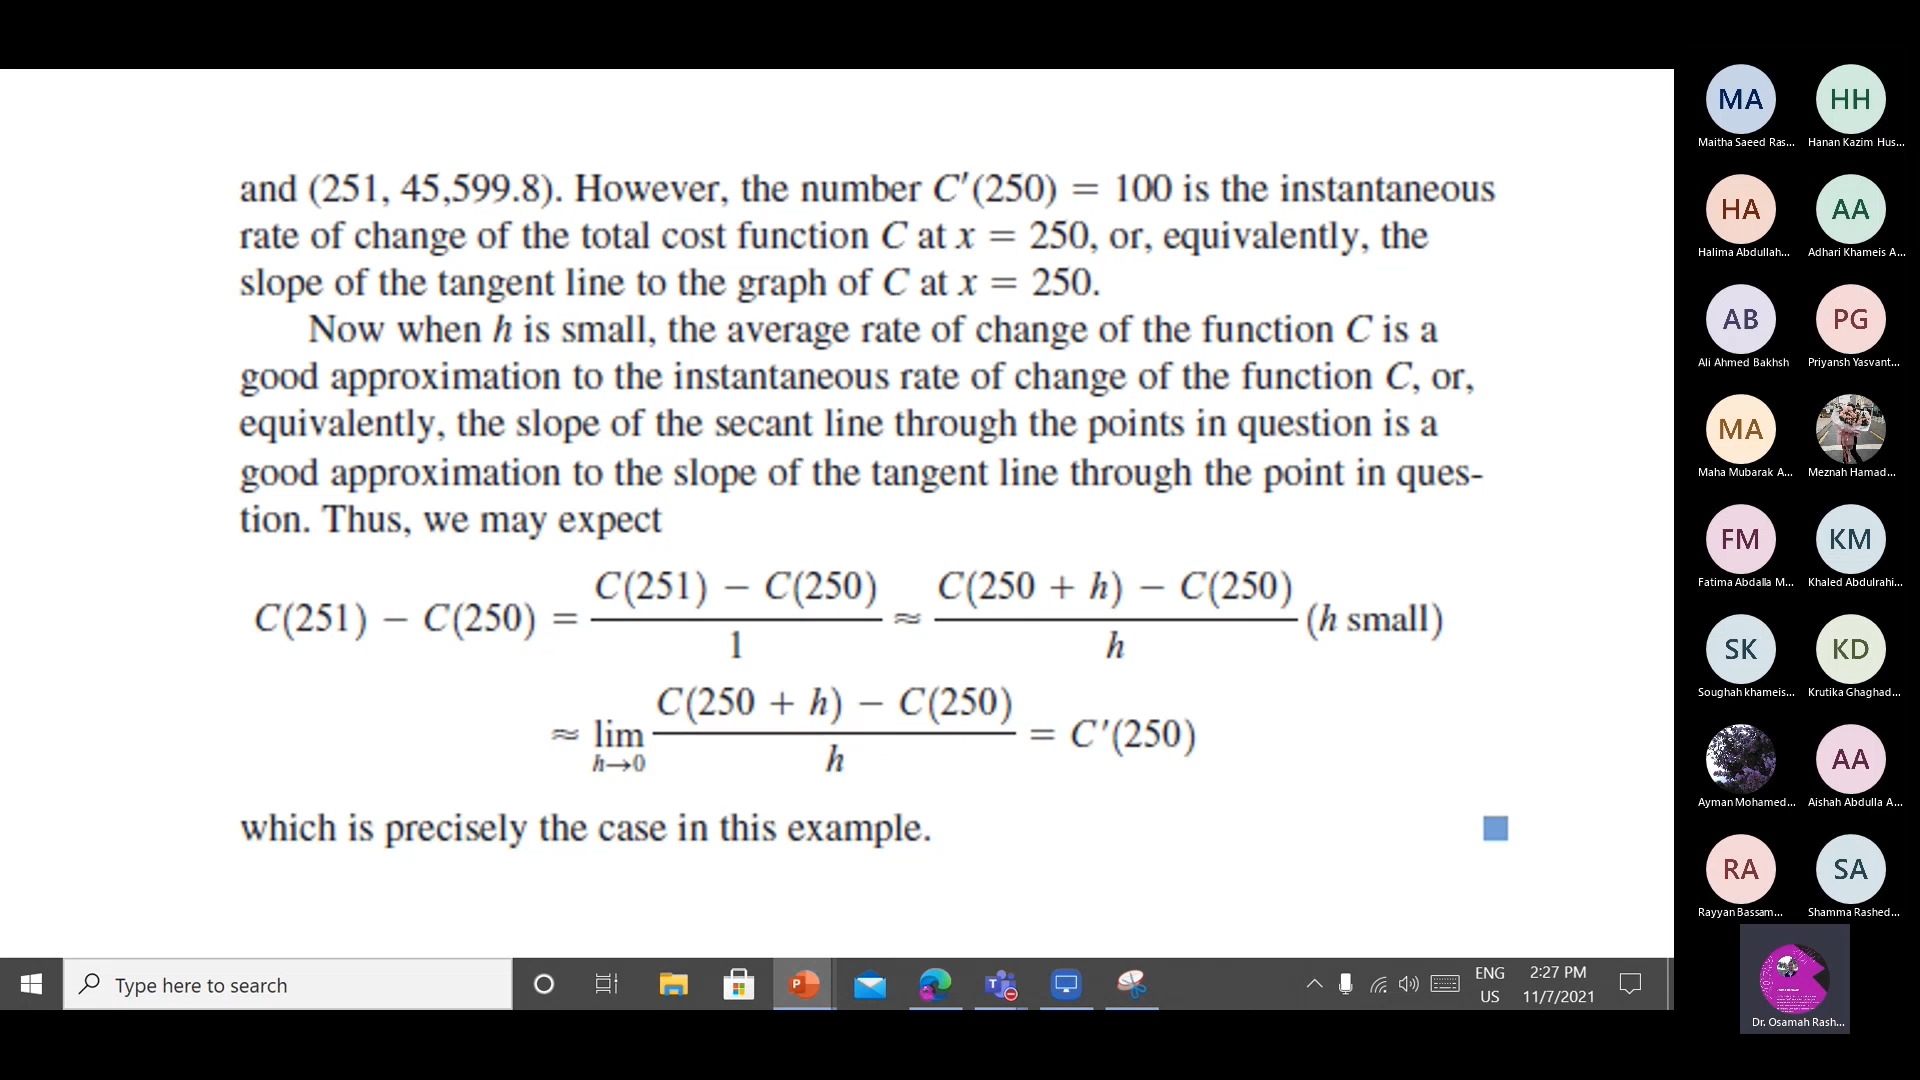 and (251, 45,599.8). However, the number C′(250) = 100 is the instantaneous
rate of change of the total cost function C at x = 250, or, equivalently, the
slope of the tangent line to the graph of C at x = 250.
Now when h is small, the average rate of change of the function C is a
good approximation to the instantaneous rate of change of the function C, or,
equivalently, the slope of the secant line through the points in question is a
good approximation to the slope of the tangent line through the point in ques-
tion. Thus, we may expect
C(251) − C(250) = (C(251) − C(250))/1 ≈ (C(250 + h) − C(250))/h (h small)
≈ lim h→0 (C(250 + h) − C(250))/h = C′(250)
which is precisely the case in this example.
MA HH
Maitha Saeed Ras... Hanan Kazim Hus...
HA AA
Halima Abdullah... Adhari Khameis A...
AB PG
Ali Ahmed Bakhsh Priyansh Yasvant...
MA
Maha Mubarak A... Meznah Hamad...
FM KM
Fatima Abdalla M... Khaled Abdulrahi...
SK KD
Soughah khameis... Krutika Ghaghad...
AA
Ayman Mohamed... Aishah Abdulla A...
RA SA
Rayyan Bassam... Shamma Rashed...
Dr. Osamah Rash...
Type here to search
P
T
ENG
US
2:27 PM
11/7/2021